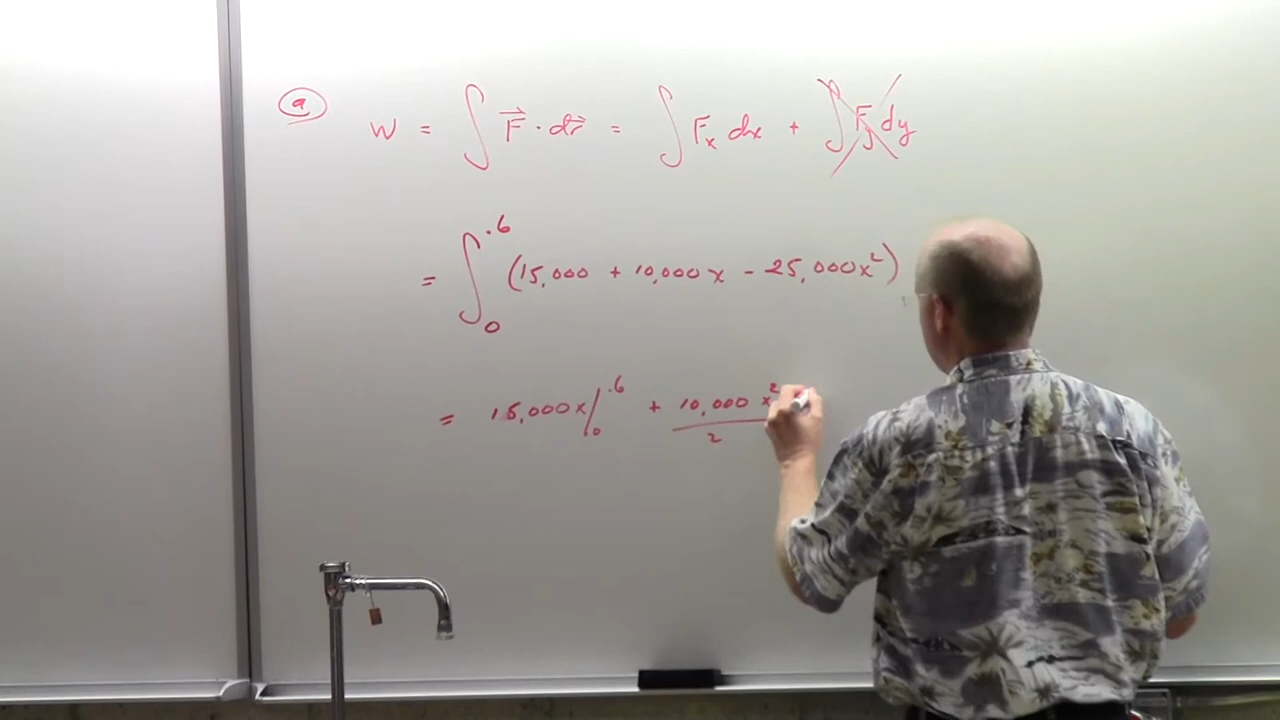 (a) W = ∫ F⃗ · dr⃗ = ∫ Fₓ dx + ∫ F_y dy
= ∫₀^.6 (15,000 + 10,000x - 25,000x²)
= 15,000x |₀^.6 + 10,000 x² / 2